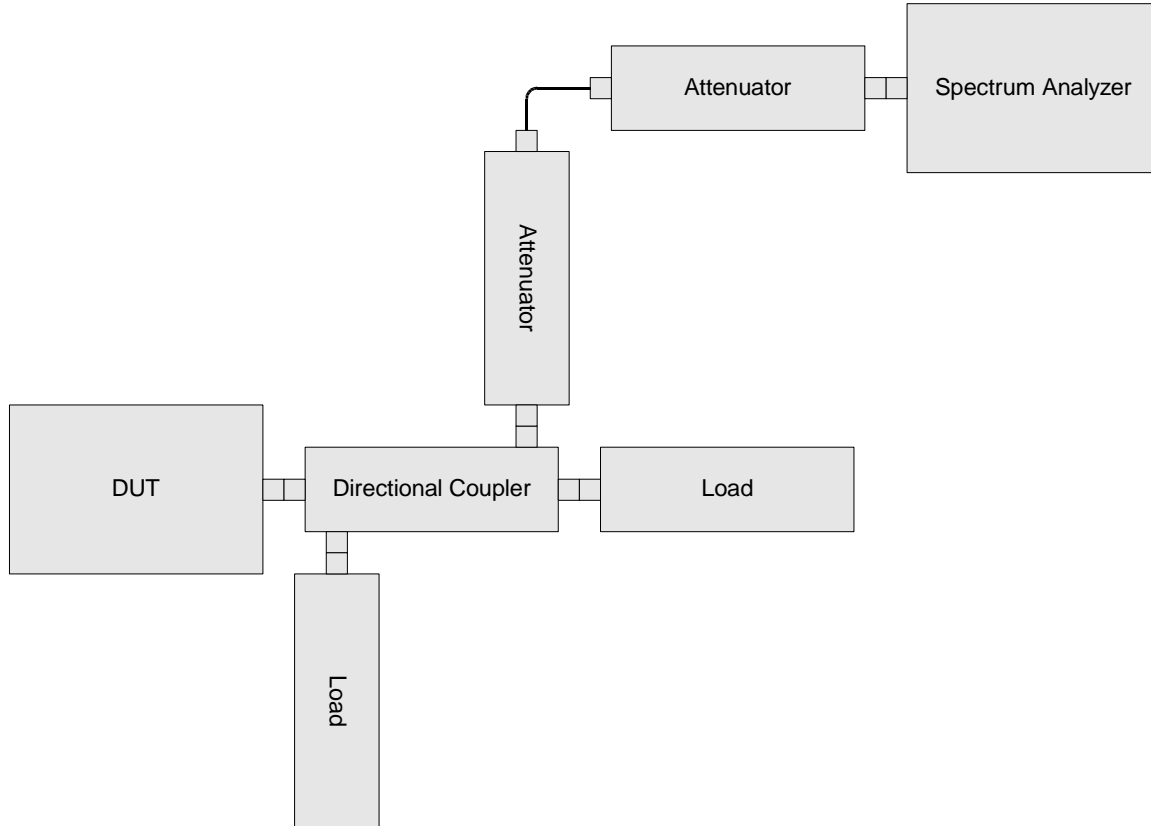 Attenuator
Spectrum Analyzer
Attenuator
DUT
Directional Coupler
Load
Load